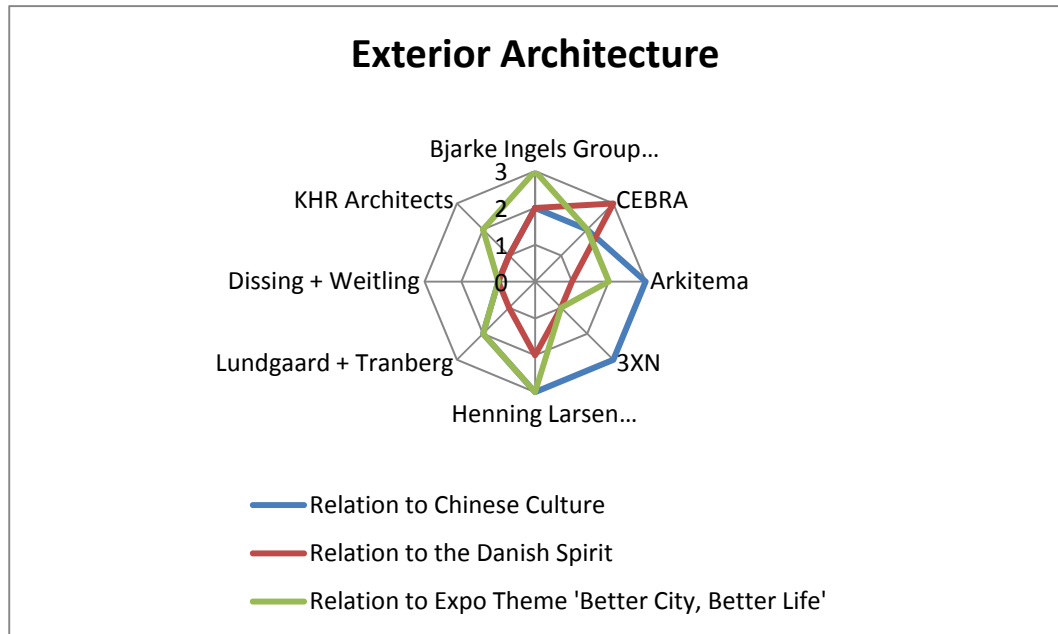 Exterior Architecture
Bjarke Ingels Group…
3
KHR Architects
CEBRA
2
1
Dissing + Weitling
0
Arkitema
Lundgaard + Tranberg
3XN
Henning Larsen…
Relation to Chinese Culture
Relation to the Danish Spirit
Relation to Expo Theme 'Better City, Better Life'